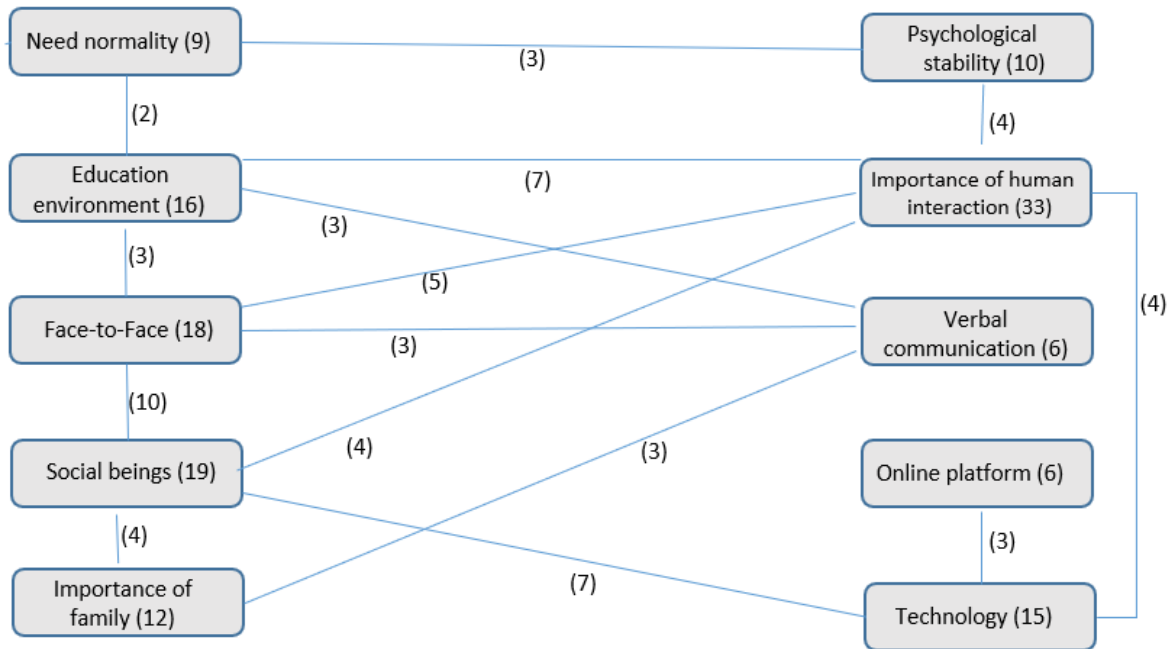 Need normality (9)
Psychological
stability (10)
(3)
(2)
(4)
Education
environment (16)
(7)
Importance of human
interaction (33)
(3)
(3)
(5)
(4)
Face-to-Face (18)
(3)
Verbal
communication (6)
(10)
(4)
(3)
Social beings (19)
Online platform (6)
(4)
(3)
(7)
Importance of
family (12)
Technology (15)